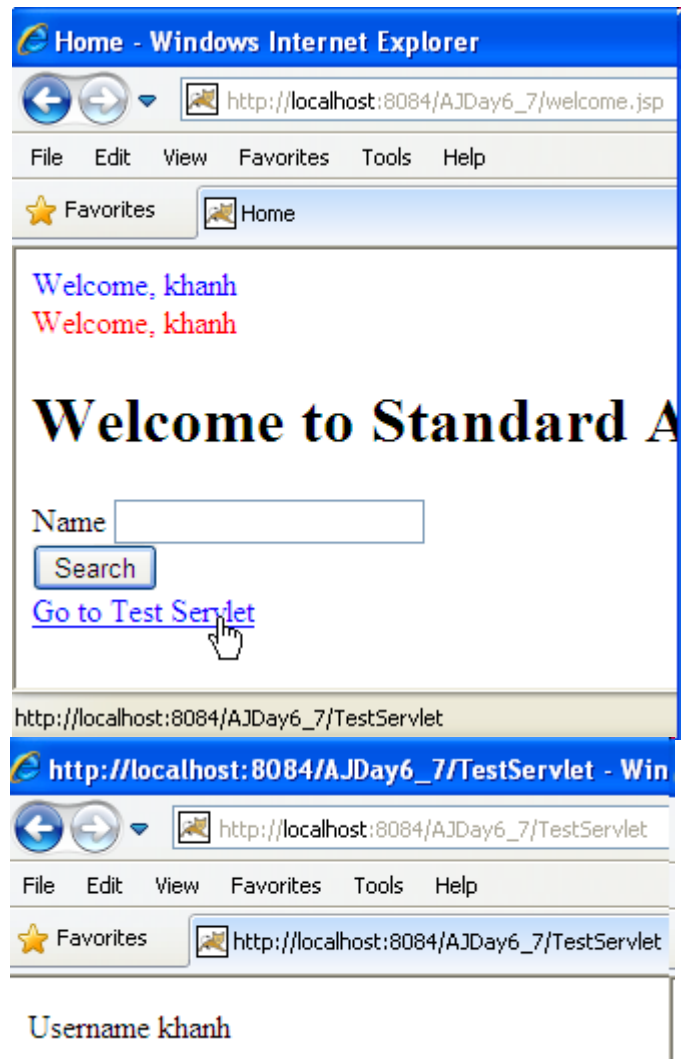 Home - Windows Internet Explorer
http://localhost:8084/AJDay6_7/welcome.jsp
File Edit View Favorites Tools Help
Favorites Home
Welcome, khanh
Welcome, khanh
Welcome to Standard A
Name
Search
Go to Test Servlet
http://localhost:8084/AJDay6_7/TestServlet
http://localhost:8084/AJDay6_7/TestServlet - Win
http://localhost:8084/AJDay6_7/TestServlet
File Edit View Favorites Tools Help
Favorites http://localhost:8084/AJDay6_7/TestServlet
Username khanh